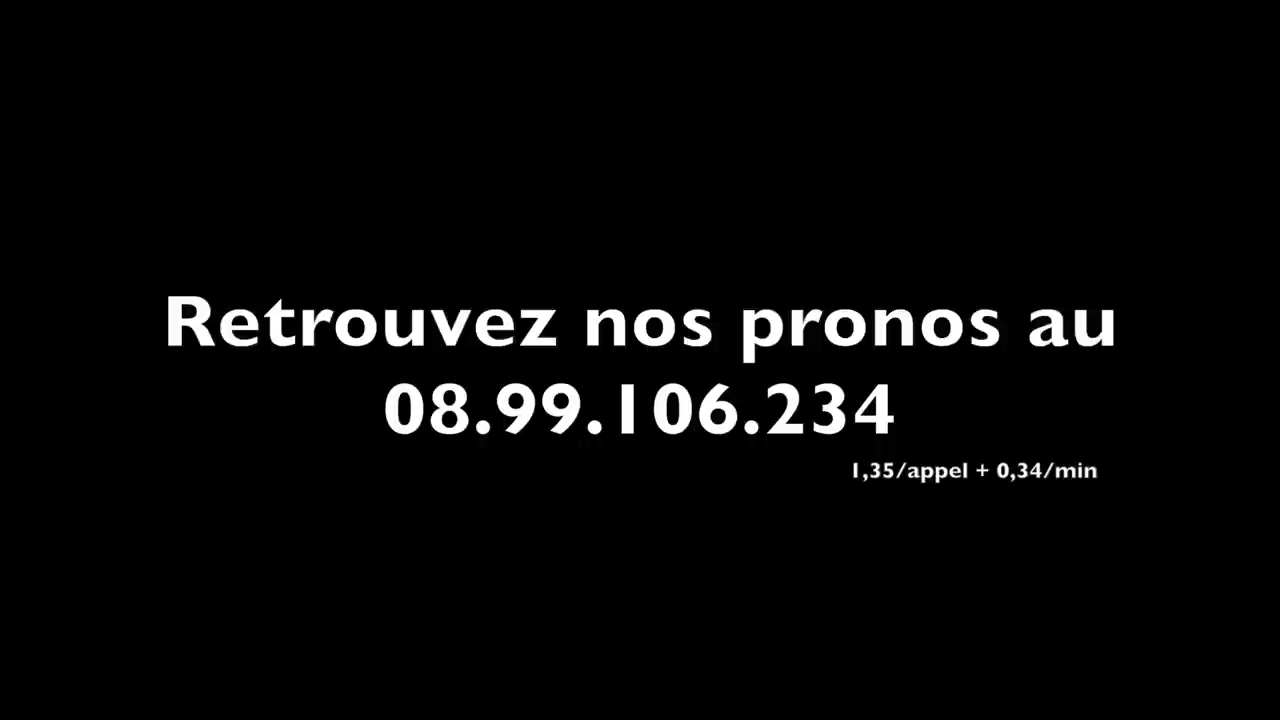 Retrouvez nos pronos au
08.99.106.234
1,35/appel + 0,34/min